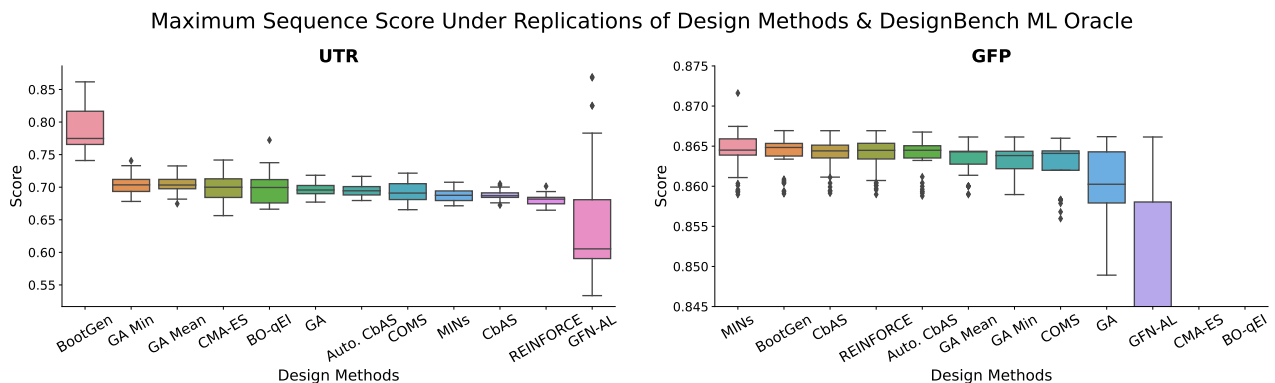 Maximum Sequence Score Under Replications of Design Methods & DesignBench ML Oracle
UTR
Score
0.85
0.80
0.75
0.70
0.65
0.60
0.55
BootGen
GA Min
GA Mean
CMA-ES
BO-qEI
GA
Auto. CbAS
COMS
MINs
CbAS
REINFORCE
GFN-AL
Design Methods
GFP
Score
0.875
0.870
0.865
0.860
0.855
0.850
0.845
MINs
BootGen
CbAS
REINFORCE
Auto. CbAS
GA Mean
GA Min
COMS
GA
GFN-AL
CMA-ES
BO-qEI
Design Methods